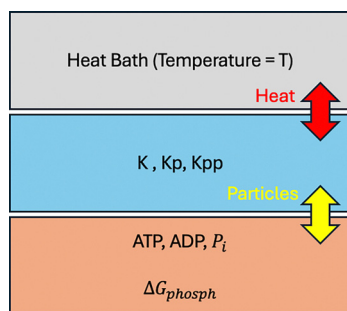 Heat Bath (Temperature = T)
Heat
K , Kp, Kpp
Particles
ATP, ADP, P_i
ΔG_phosph